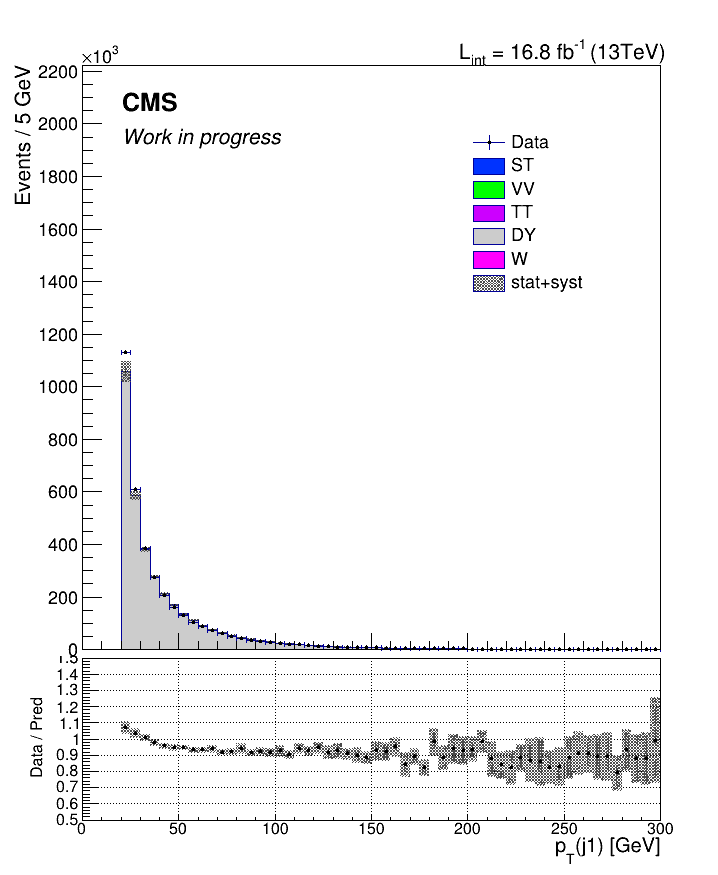 ×10³
L_int = 16.8 fb⁻¹ (13TeV)
Events / 5 GeV
2200
2000
1800
1600
1400
1200
1000
800
600
400
200
0
CMS
Work in progress
Data
ST
VV
TT
DY
W
stat+syst
Data / Pred
1.5
1.4
1.3
1.2
1.1
1
0.9
0.8
0.7
0.6
0.5
0 50 100 150 200 250 300
p_T(j1) [GeV]